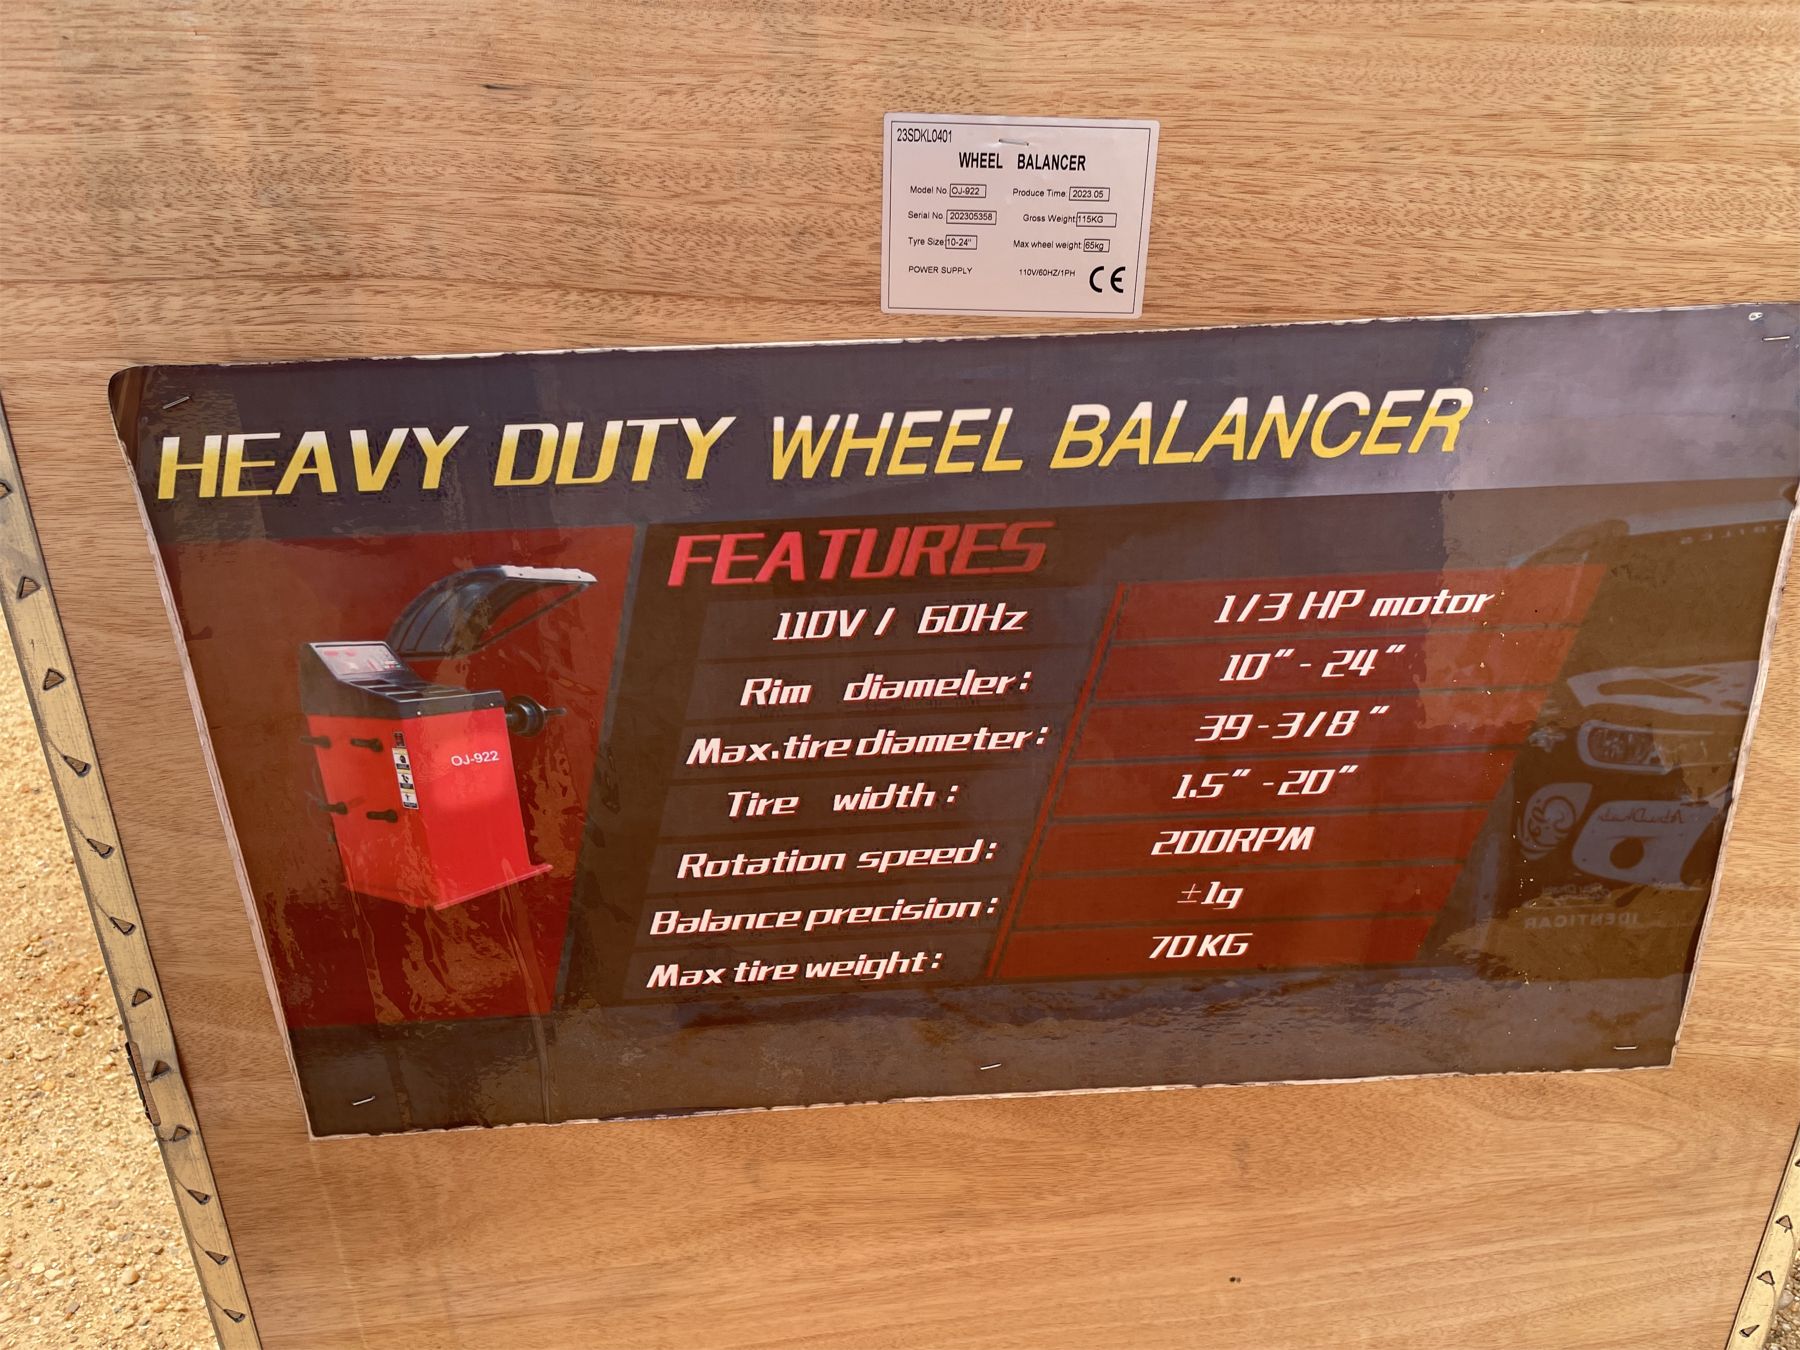 23SDKL0401
WHEEL BALANCER
Model No. OJ-922 Produce Time: 2023.05
Serial No. 202305358 Gross Weight 115KG
Tyre Size 10-24" Max wheel weight 65kg
POWER SUPPLY 110V/60HZ/1PH CE
HEAVY DUTY WHEEL BALANCER
FEATURES
110V / 60Hz 1/3 HP motor
Rim diameler: 10" - 24"
Max.tire diameter: 39-3/8"
Tire width: 1.5" -20"
Rotation speed: 200RPM
Balance precision: ±1g
Max tire weight: 70KG
OJ-922
IDENTICAR